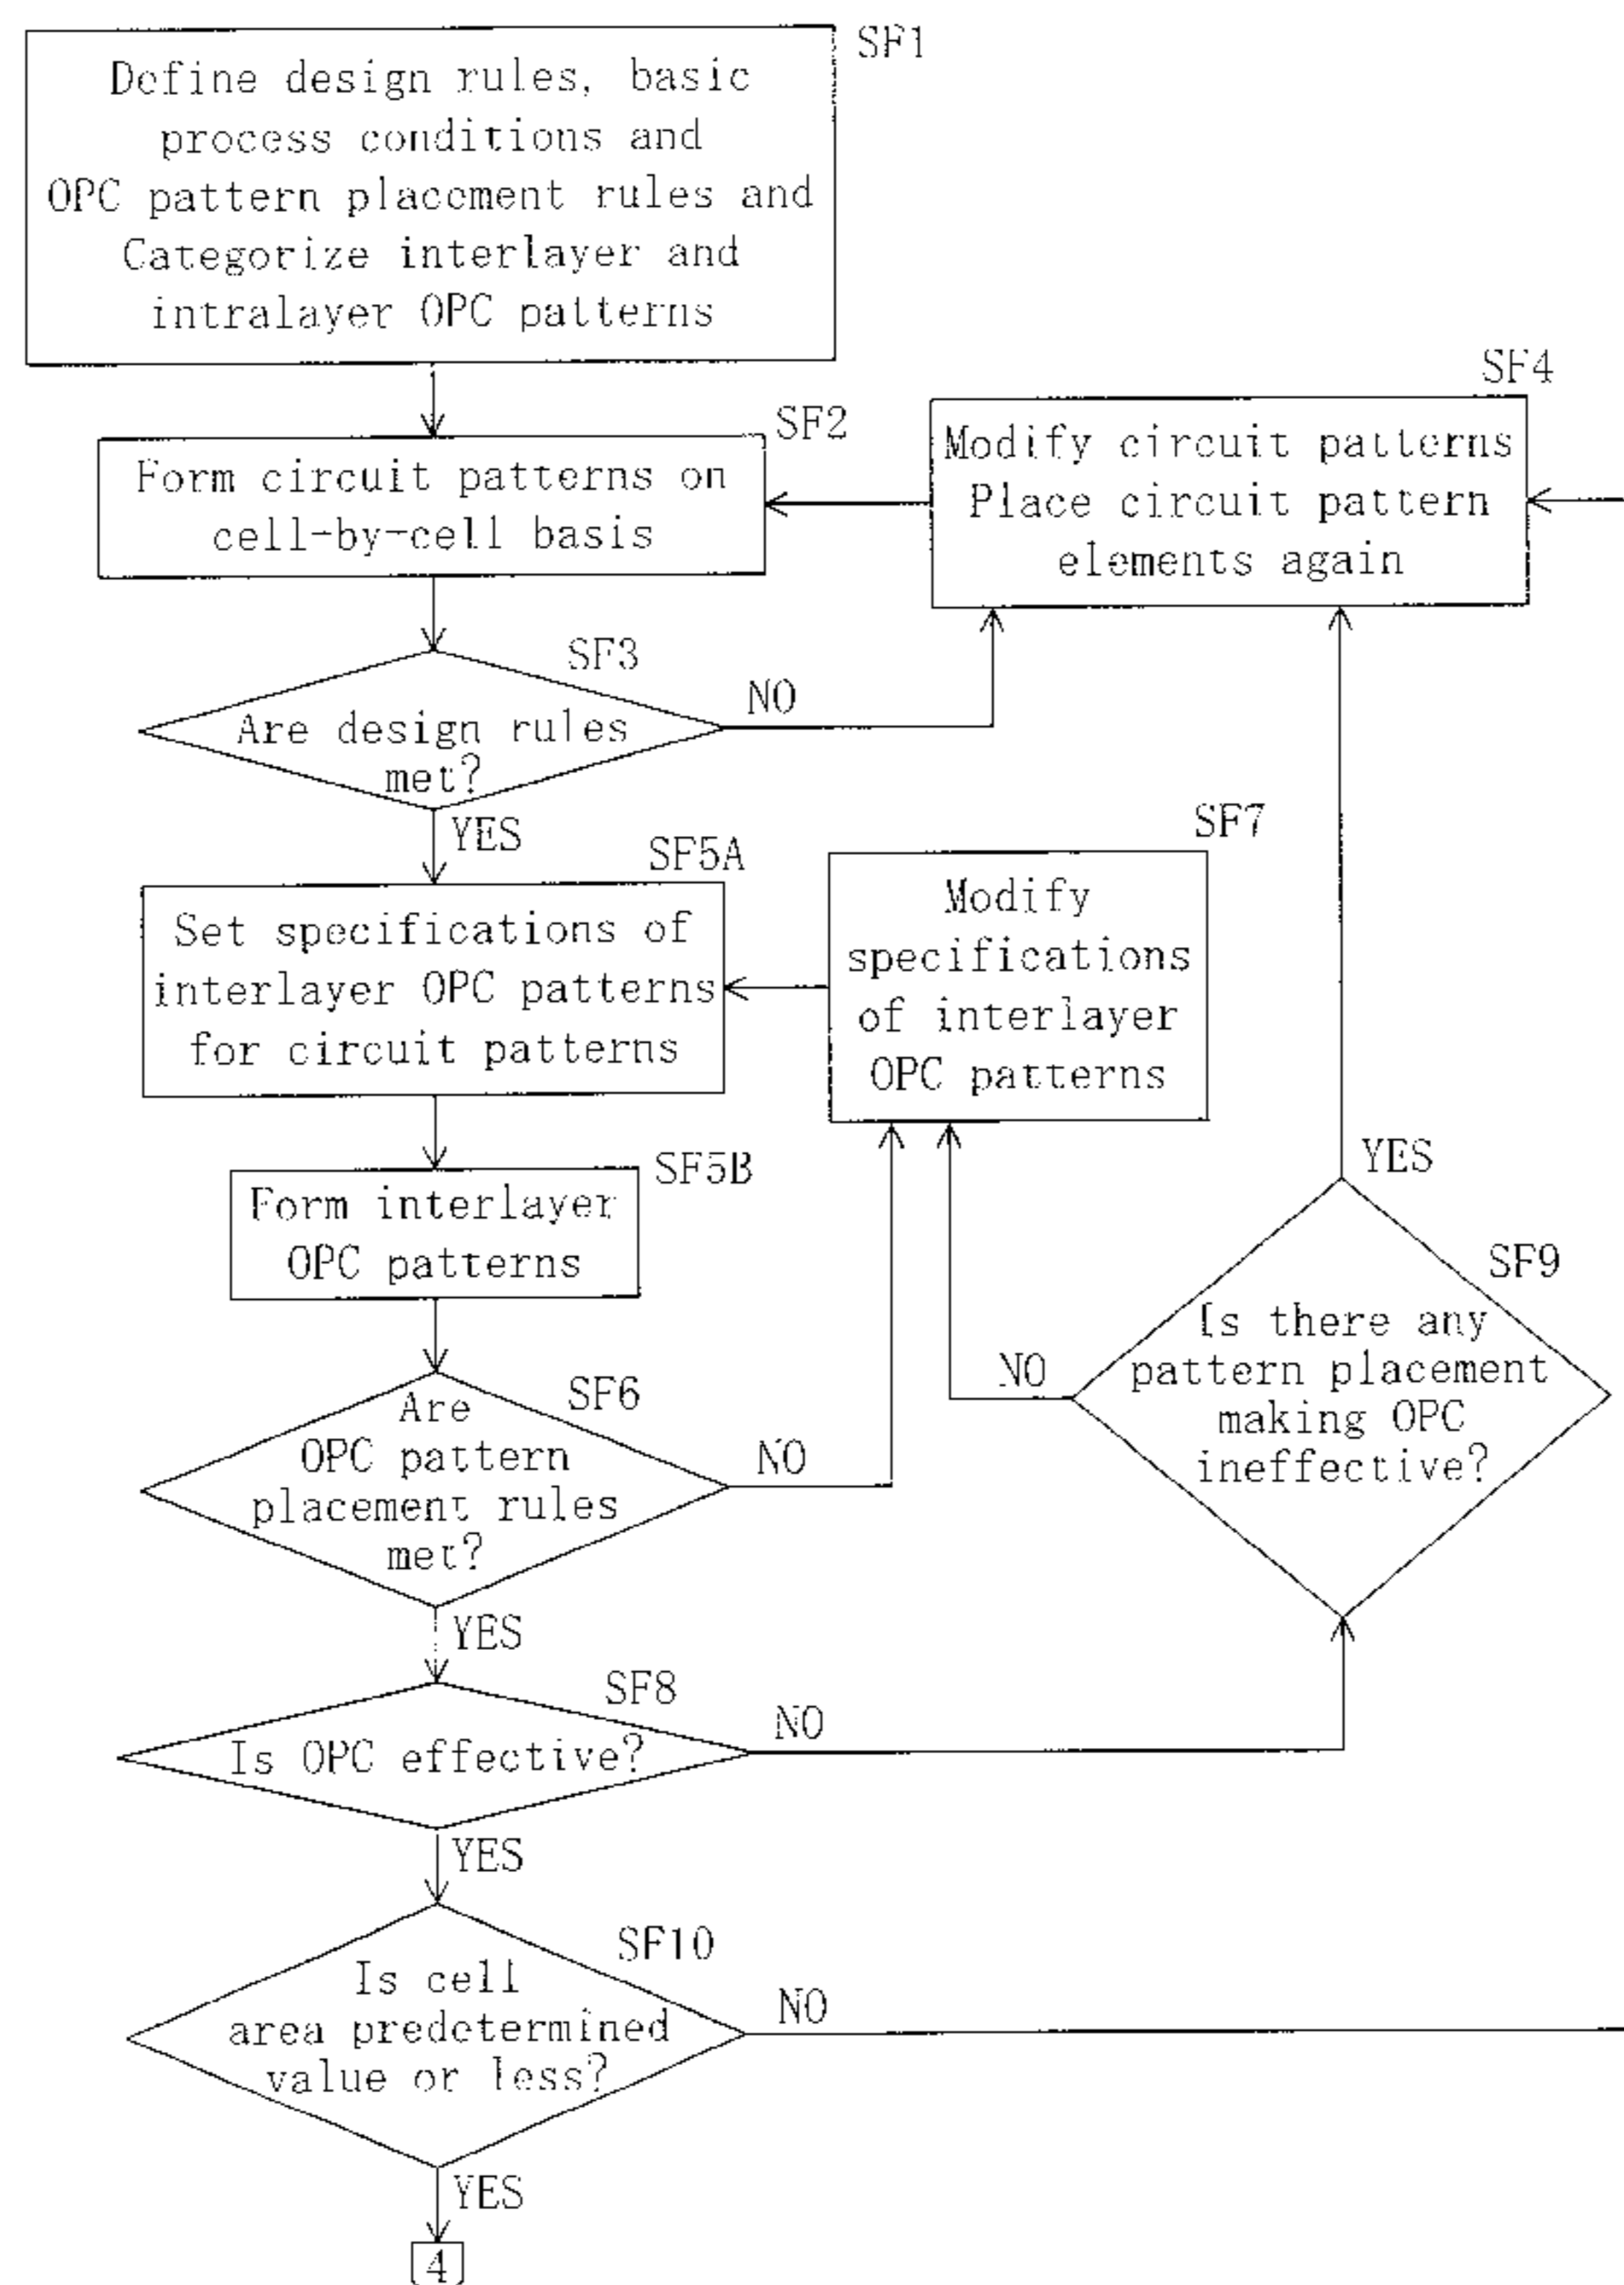 SF1
Define design rules, basic
process conditions and
OPC pattern placement rules and
Categorize interlayer and
intralayer OPC patterns
SF2
Form circuit patterns on
cell-by-cell basis
SF4
Modify circuit patterns
Place circuit pattern
elements again
SF3
Are design rules
met?
NO
YES
SF5A
Set specifications of
interlayer OPC patterns
for circuit patterns
SF7
Modify
specifications
of interlayer
OPC patterns
SF5B
Form interlayer
OPC patterns
SF6
Are
OPC pattern
placement rules
met?
NO
YES
SF9
Is there any
pattern placement
making OPC
ineffective?
YES
NO
SF8
Is OPC effective?
NO
YES
SF10
Is cell
area predetermined
value or less?
NO
YES
4